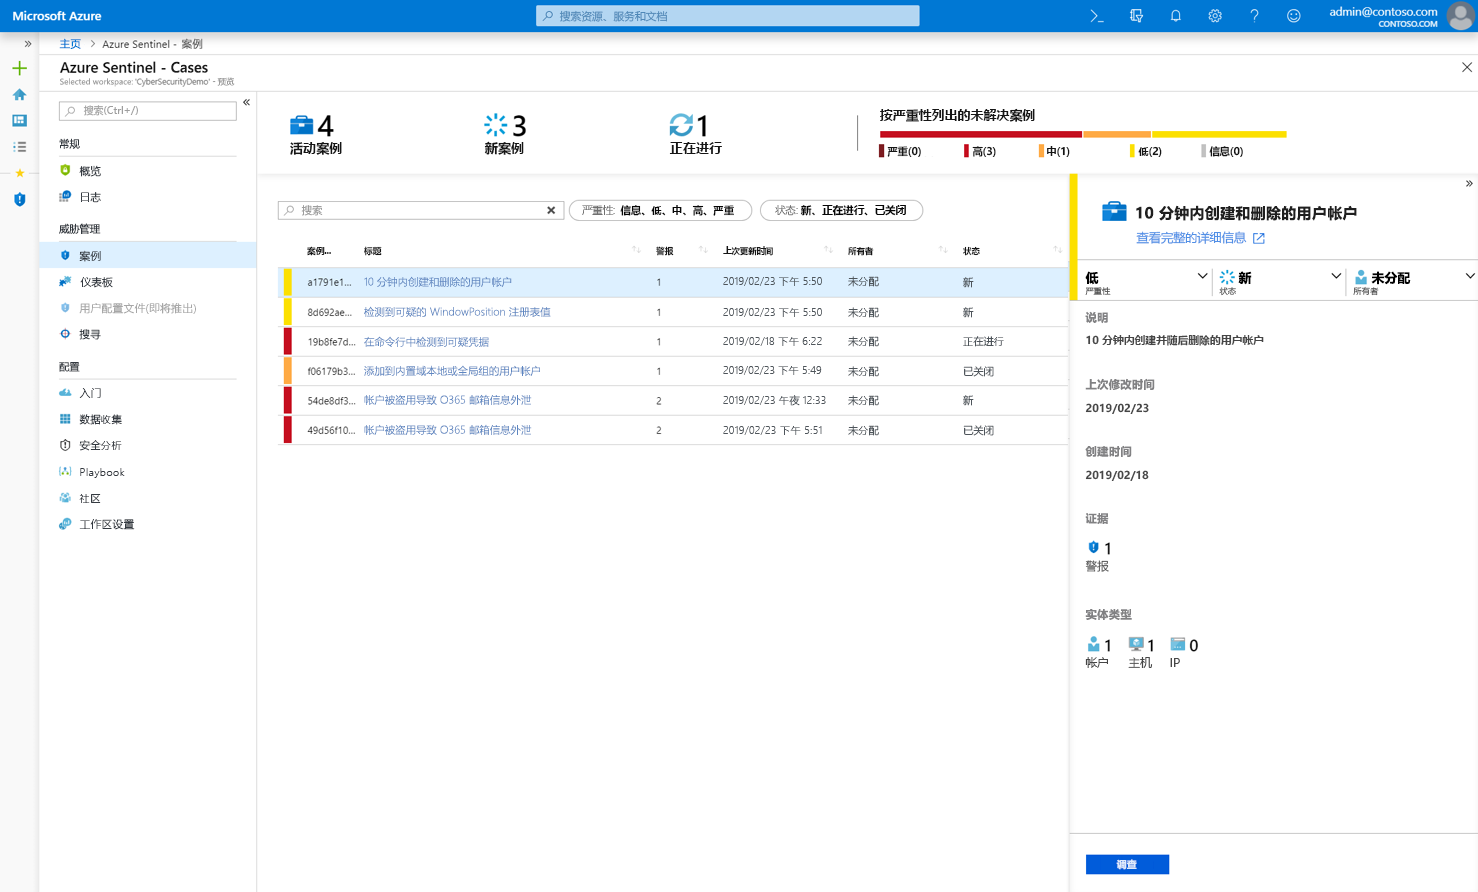 Microsoft Azure
搜索资源、服务和文档
admin@contoso.com
CONTOSO.COM
主页 > Azure Sentinel - 案例
Azure Sentinel - Cases
Selected workspace: 'CyberSecurityDemo' - 预览
搜索(Ctrl+/)
常规
概览
日志
威胁管理
案例
仪表板
用户配置文件(即将推出)
搜寻
配置
入门
数据收集
安全分析
Playbook
社区
工作区设置
4
活动案例
3
新案例
1
正在进行
按严重性列出的未解决案例
严重(0) 高(3) 中(1) 低(2) 信息(0)
搜索
严重性: 信息、低、中、高、严重
状态: 新、正在进行、已关闭
案例... 标题 警报 上次更新时间 所有者 状态
a1791e1... 10 分钟内创建和删除的用户帐户 1 2019/02/23 下午 5:50 未分配 新
8d692ae... 检测到可疑的 WindowPosition 注册表值 1 2019/02/23 下午 5:50 未分配 新
19b8fe7d... 在命令行中检测到可疑凭据 1 2019/02/18 下午 6:22 未分配 正在进行
f06179b3... 添加到内置域本地或全局组的用户帐户 1 2019/02/23 下午 5:49 未分配 已关闭
54de8df3... 帐户被盗用导致 O365 邮箱信息外泄 2 2019/02/23 午夜 12:33 未分配 新
49d56f10... 帐户被盗用导致 O365 邮箱信息外泄 2 2019/02/23 下午 5:51 未分配 已关闭
10 分钟内创建和删除的用户帐户
查看完整的详细信息
低
严重性
新
状态
未分配
所有者
说明
10 分钟内创建并随后删除的用户帐户
上次修改时间
2019/02/23
创建时间
2019/02/18
证据
1
警报
实体类型
1 1 0
帐户 主机 IP
调查